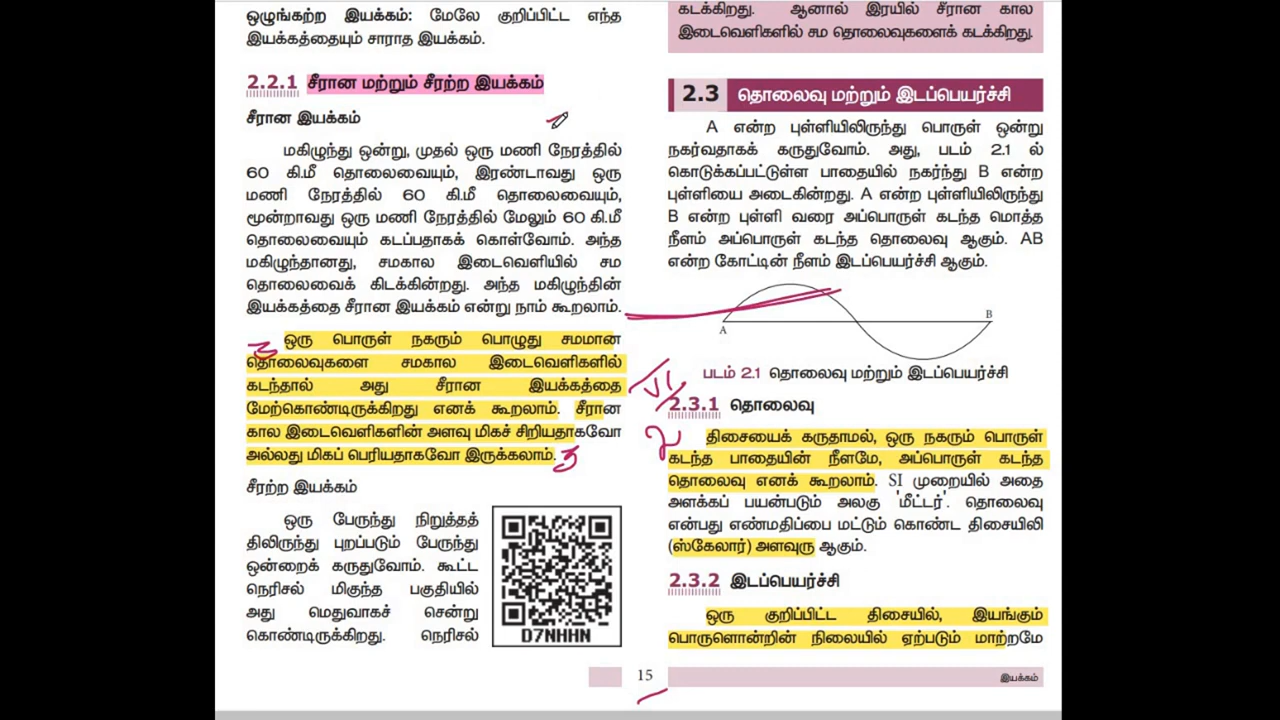 ஒழுங்கற்ற இயக்கம்: மேலே குறிப்பிட்ட எந்த
இயக்கத்தையும் சாராத இயக்கம்.
2.2.1 சீரான மற்றும் சீரற்ற இயக்கம்
சீரான இயக்கம்
மகிழுந்து ஒன்று, முதல் ஒரு மணி நேரத்தில்
60 கி.மீ தொலைவையும், இரண்டாவது ஒரு
மணி நேரத்தில் 60 கி.மீ தொலைவையும்,
மூன்றாவது ஒரு மணி நேரத்தில் மேலும் 60 கி.மீ
தொலைவையும் கடப்பதாகக் கொள்வோம். அந்த
மகிழுந்தானது, சமகால இடைவெளியில் சம
தொலைவைக் கிடக்கின்றது. அந்த மகிழுந்தின்
இயக்கத்தை சீரான இயக்கம் என்று நாம் கூறலாம்.
ஒரு பொருள் நகரும் பொழுது சமமான
தொலைவுகளை சமகால இடைவெளிகளில்
கடந்தால் அது சீரான இயக்கத்தை
மேற்கொண்டிருக்கிறது எனக் கூறலாம். சீரான
கால இடைவெளிகளின் அளவு மிகச் சிறியதாகவோ
அல்லது மிகப் பெரியதாகவோ இருக்கலாம்.
சீரற்ற இயக்கம்
ஒரு பேருந்து நிறுத்தத்
திலிருந்து புறப்படும் பேருந்து
ஒன்றைக் கருதுவோம். கூட்ட
நெரிசல் மிகுந்த பகுதியில்
அது மெதுவாகச் சென்று
கொண்டிருக்கிறது. நெரிசல்
D7NHHN
கடக்கிறது. ஆனால் இரயில் சீரான கால
இடைவெளிகளில் சம தொலைவுகளைக் கடக்கிறது.
2.3 தொலைவு மற்றும் இடப்பெயர்ச்சி
A என்ற புள்ளியிலிருந்து பொருள் ஒன்று
நகர்வதாகக் கருதுவோம். அது, படம் 2.1 ல்
கொடுக்கப்பட்டுள்ள பாதையில் நகர்ந்து B என்ற
புள்ளியை அடைகின்றது. A என்ற புள்ளியிலிருந்து
B என்ற புள்ளி வரை அப்பொருள் கடந்த மொத்த
நீளம் அப்பொருள் கடந்த தொலைவு ஆகும். AB
என்ற கோட்டின் நீளம் இடப்பெயர்ச்சி ஆகும்.
A B
படம் 2.1 தொலைவு மற்றும் இடப்பெயர்ச்சி
2.3.1 தொலைவு
திசையைக் கருதாமல், ஒரு நகரும் பொருள்
கடந்த பாதையின் நீளமே, அப்பொருள் கடந்த
தொலைவு எனக் கூறலாம். SI முறையில் அதை
அளக்கப் பயன்படும் அலகு 'மீட்டர்'. தொலைவு
என்பது எண்மதிப்பை மட்டும் கொண்ட திசையிலி
(ஸ்கேலார்) அளவுரு ஆகும்.
2.3.2 இடப்பெயர்ச்சி
ஒரு குறிப்பிட்ட திசையில், இயங்கும்
பொருளொன்றின் நிலையில் ஏற்படும் மாற்றமே
15
இயக்கம்